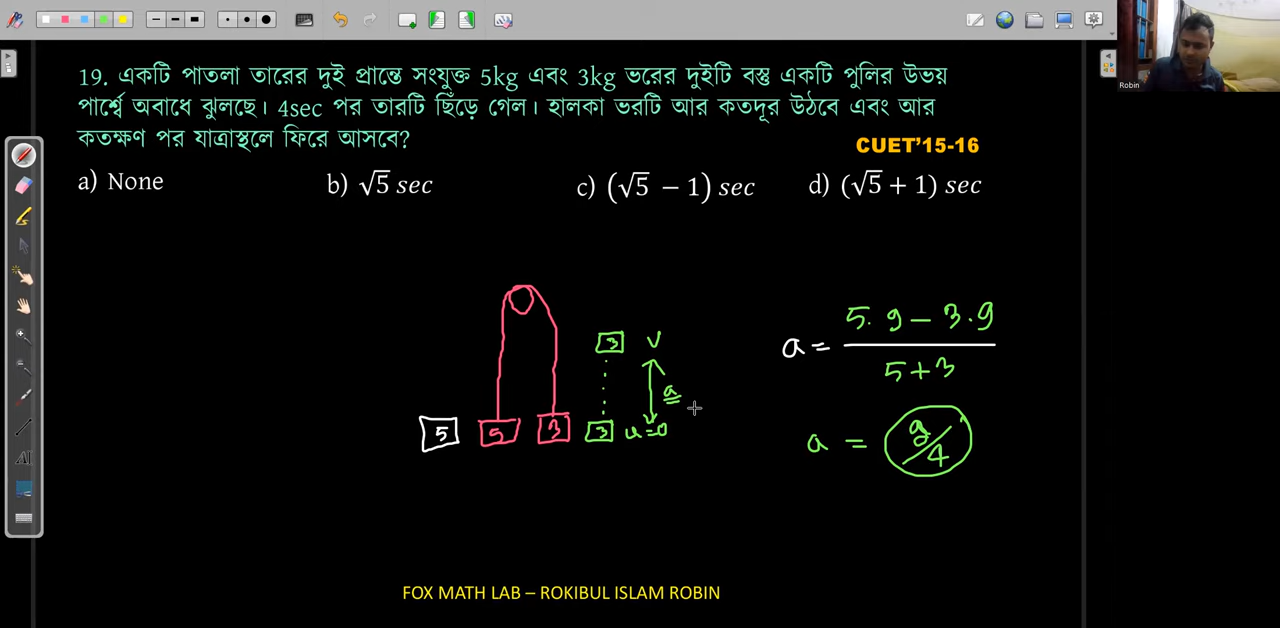 Robin
19. একটি পাতলা তারের দুই প্রান্তে সংযুক্ত 5kg এবং 3kg ভরের দুইটি বস্তু একটি পুলির উভয়
পার্শ্বে অবাধে ঝুলছে। 4sec পর তারটি ছিঁড়ে গেল। হালকা ভরটি আর কতদূর উঠবে এবং আর
কতক্ষণ পর যাত্রাস্থলে ফিরে আসবে?
CUET'15-16
a) None b) √5 sec c) (√5 − 1) sec d) (√5 + 1) sec
a = 5.g − 3.g / 5+3
3 v
a
5 5 3 3 u=0
a = g/4
FOX MATH LAB – ROKIBUL ISLAM ROBIN